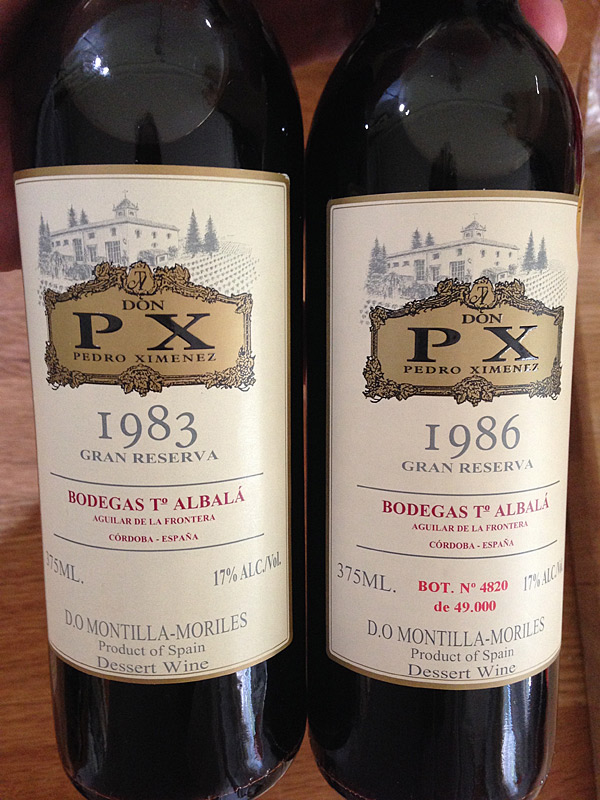 DON
PX
PEDRO XIMENEZ
1983
GRAN RESERVA
BODEGAS Tº ALBALÁ
AGUILAR DE LA FRONTERA
CÓRDOBA - ESPAÑA
375ML. 17% ALC./Vol.
D.O MONTILLA-MORILES
Product of Spain
Dessert Wine
DON
PX
PEDRO XIMENEZ
1986
GRAN RESERVA
BODEGAS Tº ALBALÁ
AGUILAR DE LA FRONTERA
CÓRDOBA - ESPAÑA
375ML. BOT. Nº 4820 17% ALC./
de 49.000
D.O MONTILLA-MORILES
Product of Spain
Dessert Wine